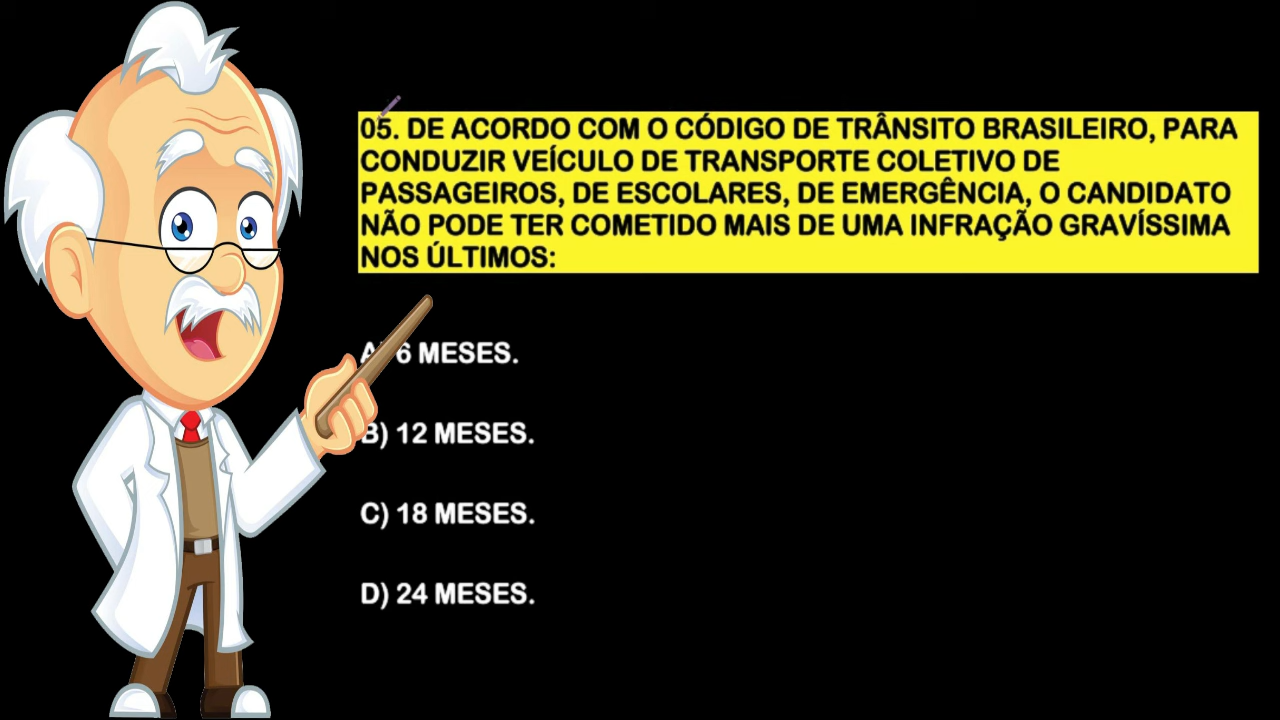 05. DE ACORDO COM O CÓDIGO DE TRÂNSITO BRASILEIRO, PARA
CONDUZIR VEÍCULO DE TRANSPORTE COLETIVO DE
PASSAGEIROS, DE ESCOLARES, DE EMERGÊNCIA, O CANDIDATO
NÃO PODE TER COMETIDO MAIS DE UMA INFRAÇÃO GRAVÍSSIMA
NOS ÚLTIMOS:
A) 6 MESES.
B) 12 MESES.
C) 18 MESES.
D) 24 MESES.